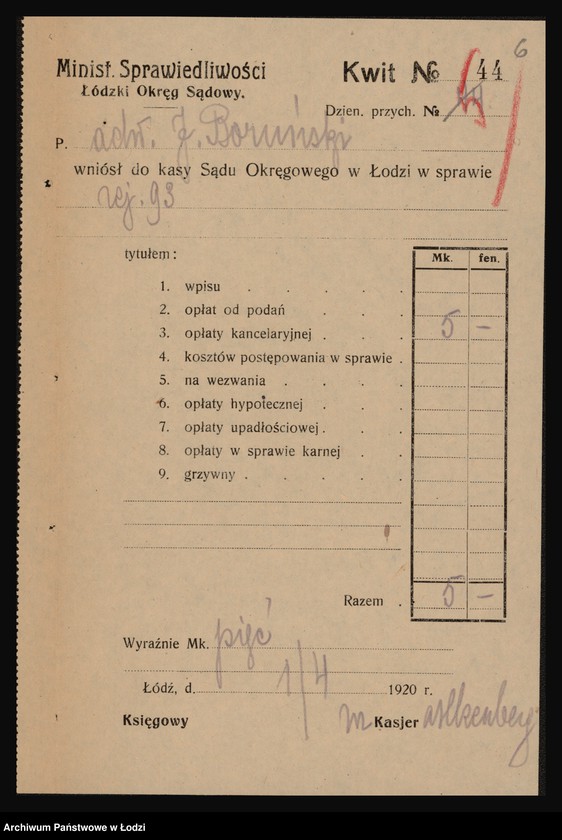 6
Minist. Sprawiedliwości
Łódzki Okręg Sądowy.
Kwit № 44
Dzien. przych. №
P. adw. J. Boruński
wniósł do kasy Sądu Okręgowego w Łodzi w sprawie
rej. 93
tytułem :
Mk. fen.
1. wpisu . . . . .
2. opłat od podań . . .
3. opłaty kancelaryjnej . . . 5 —
4. kosztów postępowania w sprawie .
5. na wezwania . . . .
6. opłaty hypotecznej . . .
7. opłaty upadłościowej . . .
8. opłaty w sprawie karnej . .
9. grzywny . . . . .
Razem . 5 —
Wyraźnie Mk. pięć
Łódź, d. 1/4 1920 r.
Księgowy Kasjer
Archiwum Państwowe w Łodzi